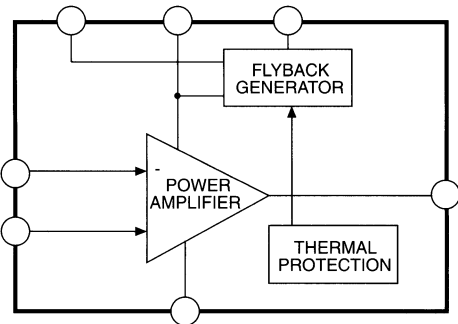 FLYBACK
GENERATOR
-
POWER
AMPLIFIER
THERMAL
PROTECTION